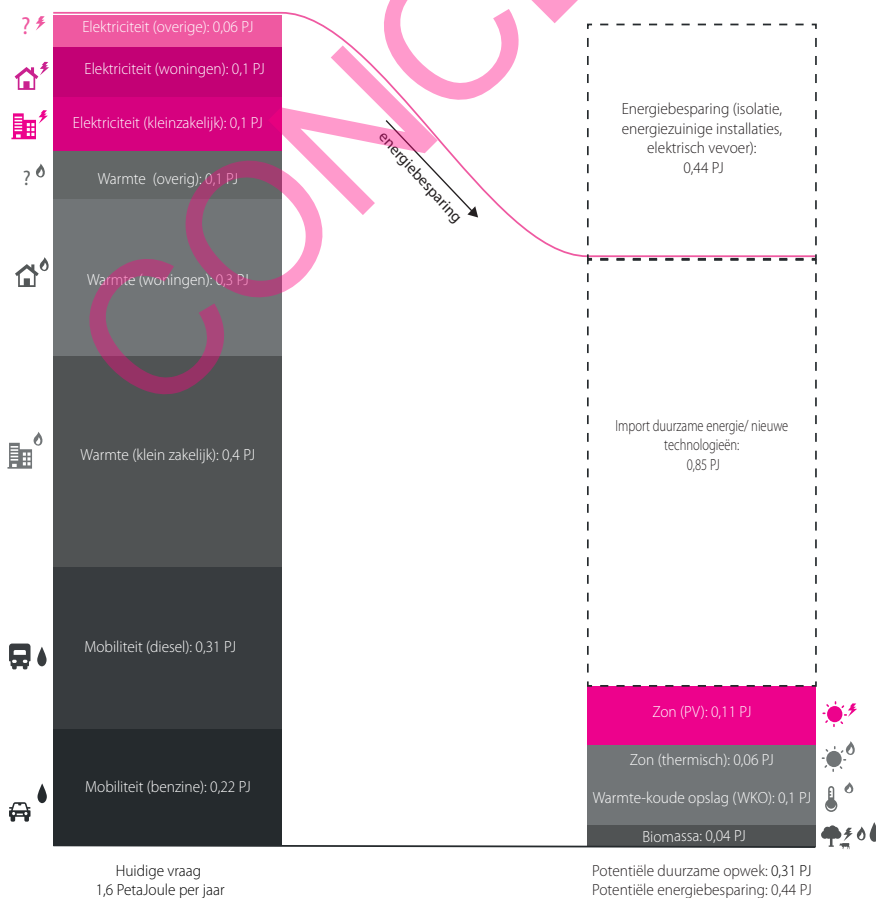 Elektriciteit (overige): 0,06 PJ
Elektriciteit (woningen): 0,1 PJ
Elektriciteit (kleinzakelijk): 0,1 PJ
?
Warmte (overig): 0,1 PJ
?
Warmte (woningen): 0,3 PJ
Warmte (klein zakelijk): 0,4 PJ
Mobiliteit (diesel): 0,31 PJ
Mobiliteit (benzine): 0,22 PJ
Huidige vraag
1,6 PetaJoule per jaar
energiebesparing
CONCE
Energiebesparing (isolatie,
energiezuinige installaties,
elektrisch vevoer):
0,44 PJ
Import duurzame energie/ nieuwe
technologieën:
0,85 PJ
Zon (PV): 0,11 PJ
Zon (thermisch): 0,06 PJ
Warmte-koude opslag (WKO): 0,1 PJ
Biomassa: 0,04 PJ
Potentiële duurzame opwek: 0,31 PJ
Potentiële energiebesparing: 0,44 PJ